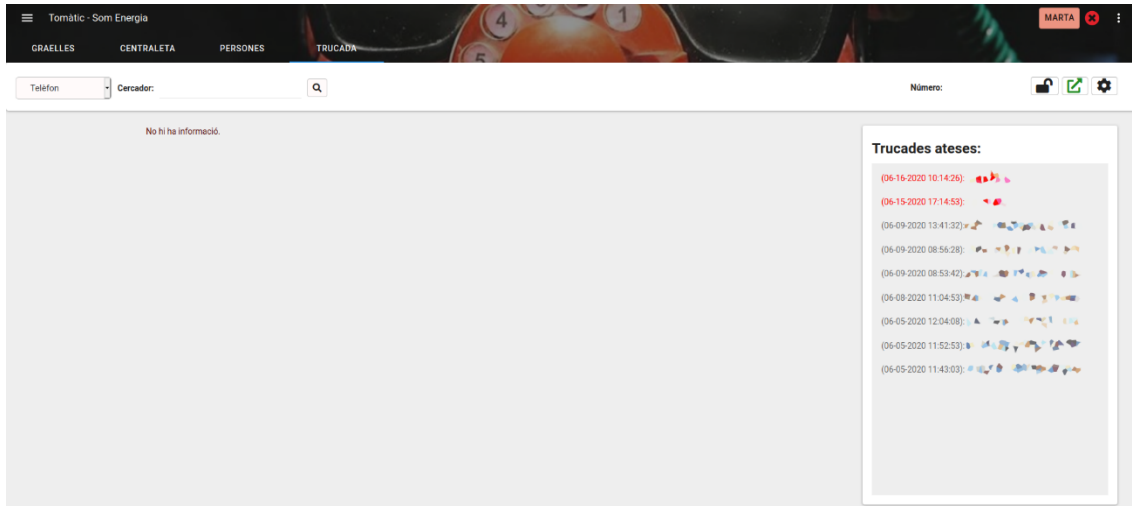 Tomàtic - Som Energia
MARTA
GRAELLES CENTRALETA PERSONES TRUCADA
4 1 5
Telèfon Cercador: Número:
No hi ha informació.
Trucades ateses:
(06-16-2020 10:14:26):
(06-15-2020 17:14:53):
(06-09-2020 13:41:32):
(06-09-2020 08:56:28):
(06-09-2020 08:53:42):
(06-08-2020 11:04:53):
(06-05-2020 12:04:08):
(06-05-2020 11:52:53):
(06-05-2020 11:43:03):